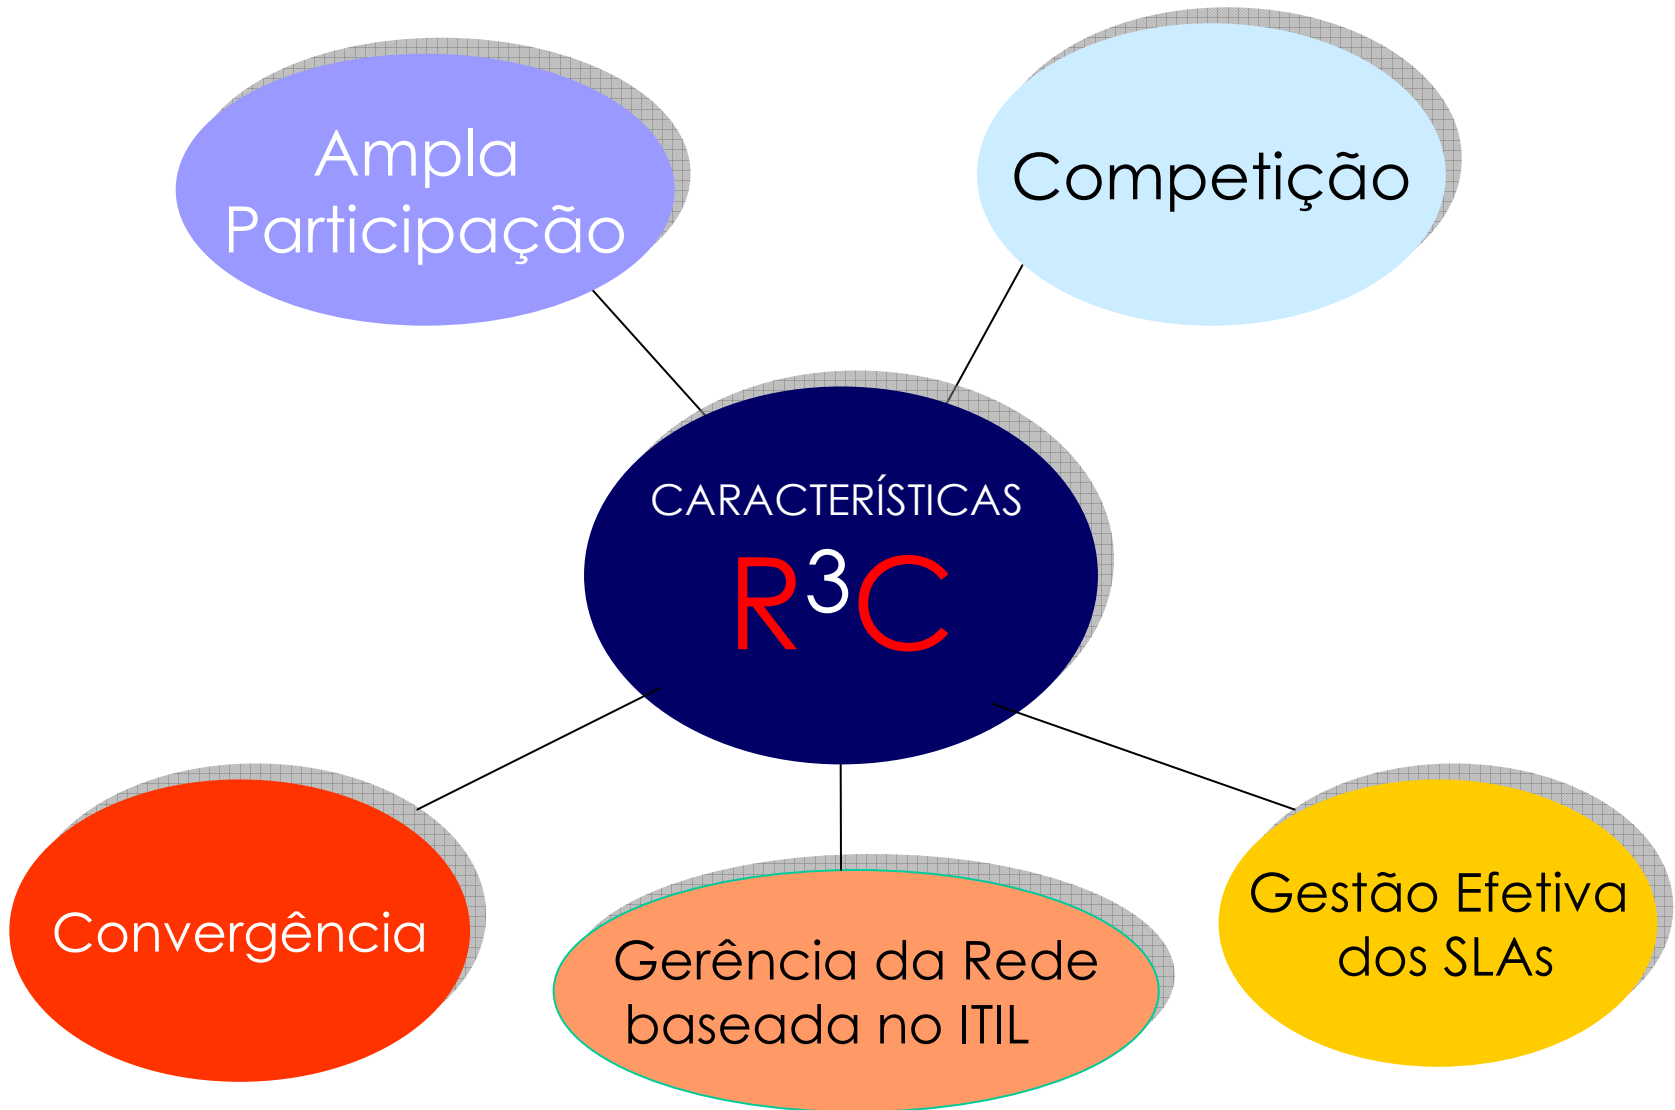 Ampla
Participação
Competição
CARACTERÍSTICAS
R³C
Convergência
Gerência da Rede
baseada no ITIL
Gestão Efetiva
dos SLAs